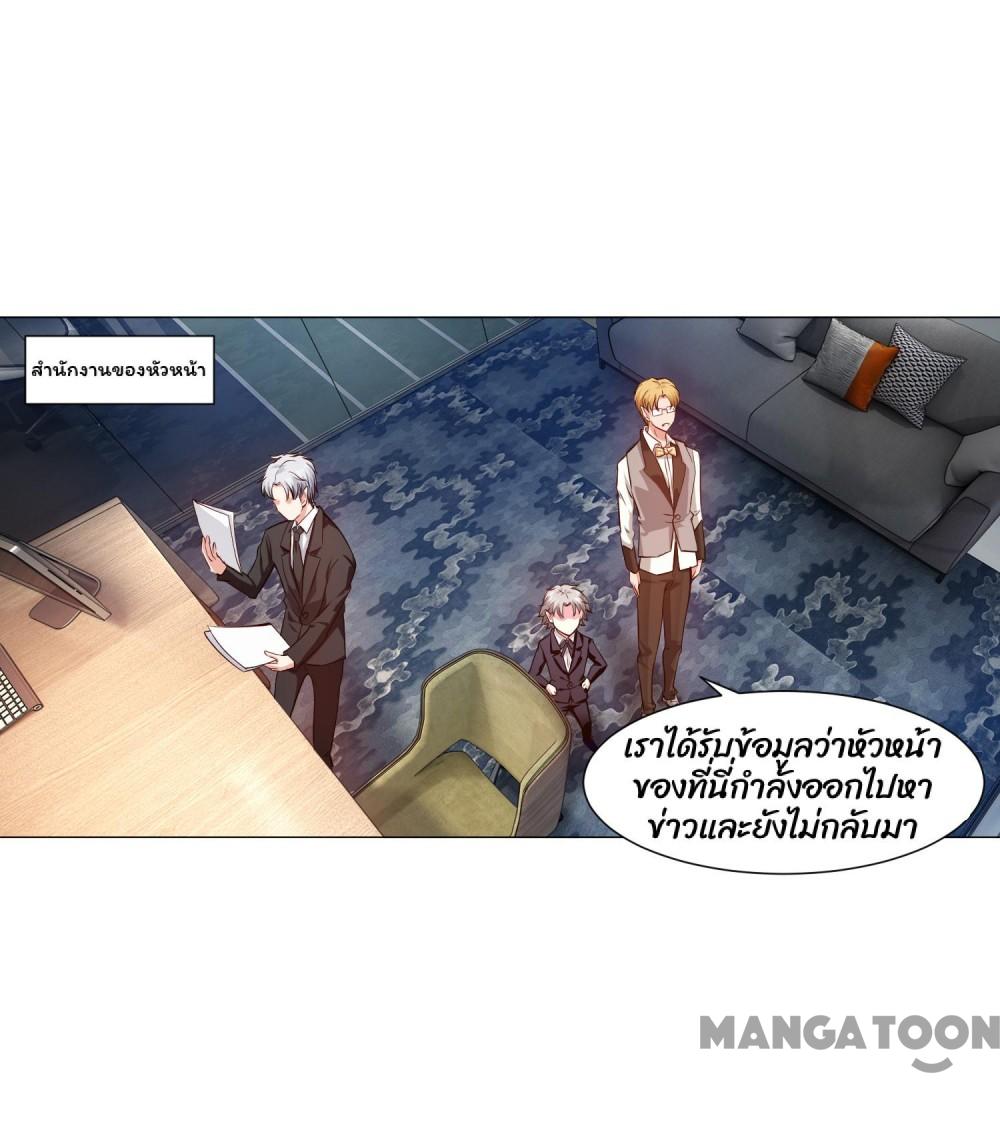 สำนักงานของหัวหน้า
เราได้รับข้อมูลว่าหัวหน้า
ของที่นี่กำลังออกไปหา
ข่าวและยังไม่กลับมา
MANGATOON